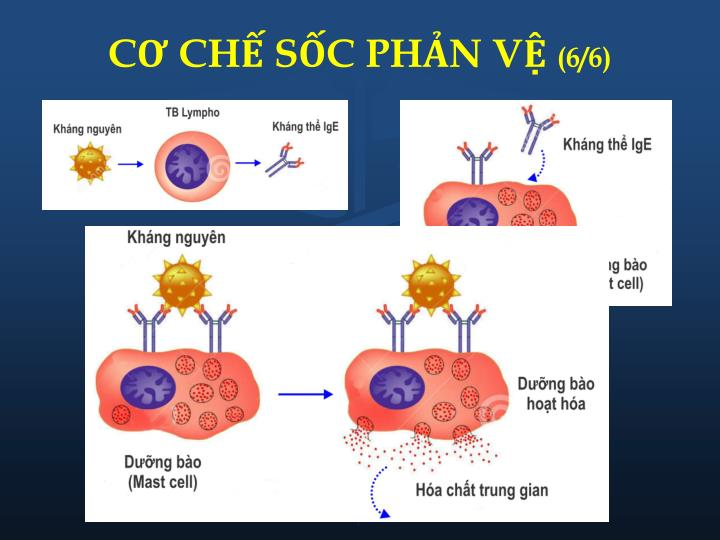 CƠ CHẾ SỐC PHẢN VỆ (6/6)
TB Lympho
Kháng nguyên
Kháng thể IgE
Kháng thể IgE
ng bào
t cell)
Kháng nguyên
Dưỡng bào
hoạt hóa
Dưỡng bào
(Mast cell)
Hóa chất trung gian